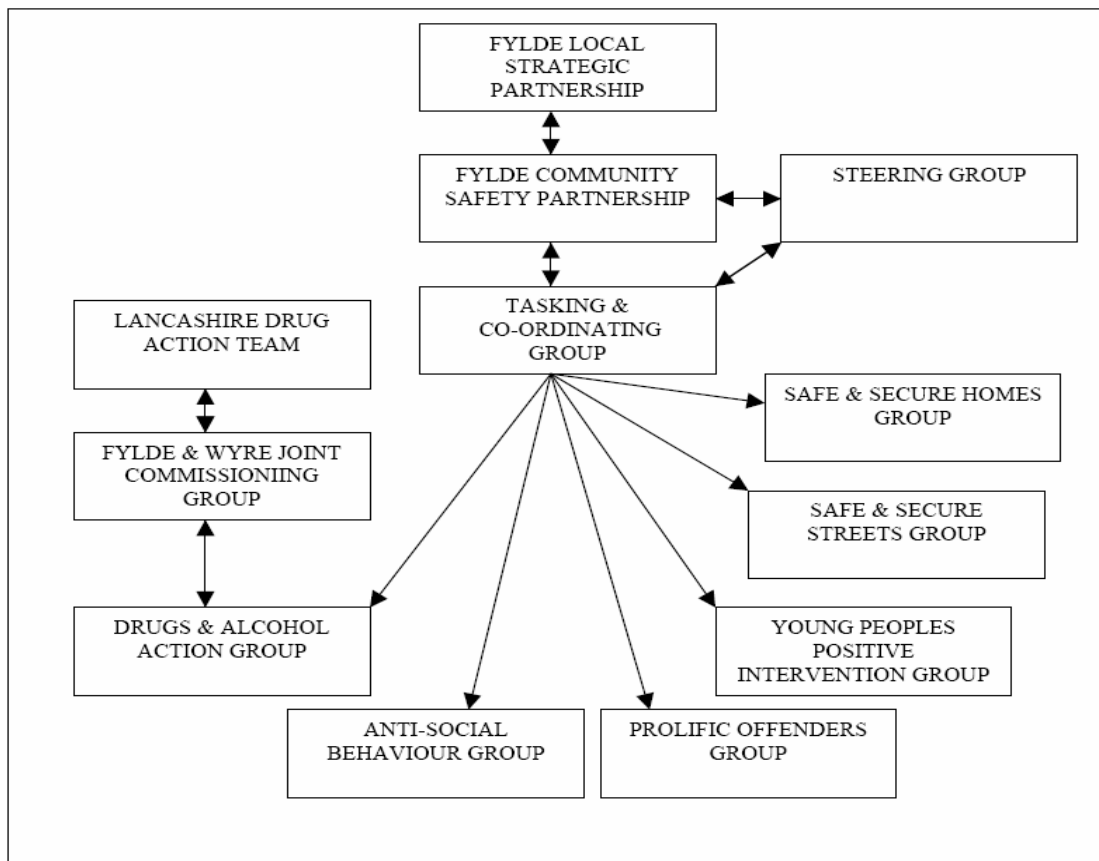 FYLDE LOCAL
STRATEGIC
PARTNERSHIP
FYLDE COMMUNITY
SAFETY PARTNERSHIP
STEERING GROUP
TASKING &
CO-ORDINATING
GROUP
LANCASHIRE DRUG
ACTION TEAM
SAFE & SECURE HOMES
GROUP
FYLDE & WYRE JOINT
COMMISSIONIING
GROUP
SAFE & SECURE
STREETS GROUP
DRUGS & ALCOHOL
ACTION GROUP
YOUNG PEOPLES
POSITIVE
INTERVENTION GROUP
ANTI-SOCIAL
BEHAVIOUR GROUP
PROLIFIC OFFENDERS
GROUP